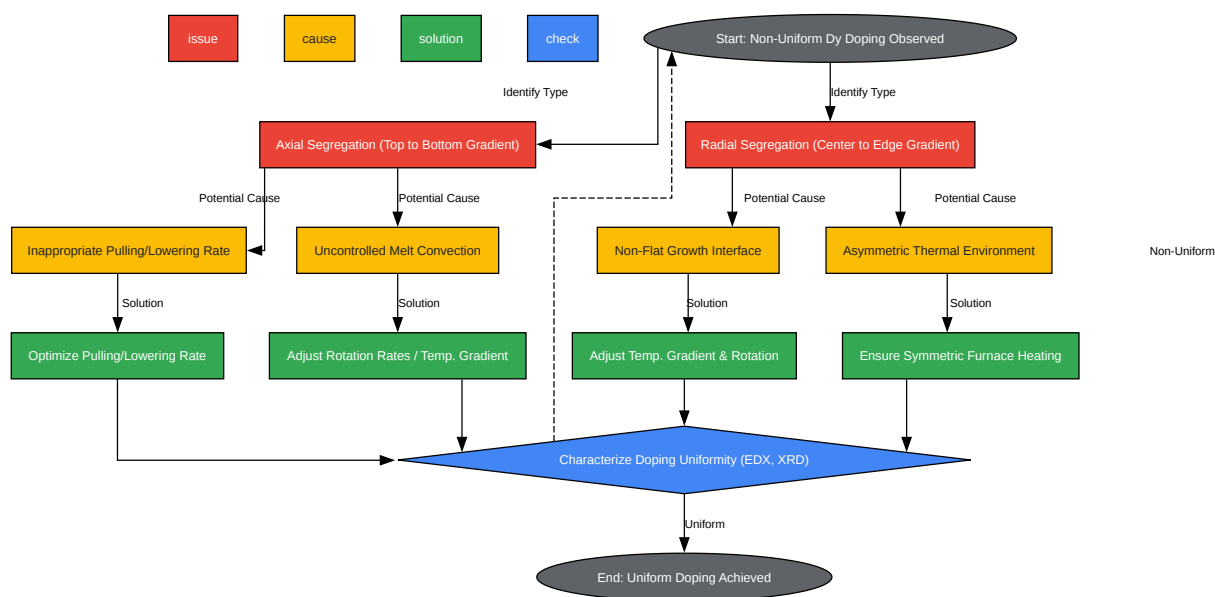 issue
cause
solution
check
Start: Non-Uniform Dy Doping Observed
Identify Type
Identify Type
Axial Segregation (Top to Bottom Gradient)
Radial Segregation (Center to Edge Gradient)
Potential Cause
Potential Cause
Potential Cause
Potential Cause
Inappropriate Pulling/Lowering Rate
Uncontrolled Melt Convection
Non-Flat Growth Interface
Asymmetric Thermal Environment
Non-Uniform
Solution
Solution
Solution
Solution
Optimize Pulling/Lowering Rate
Adjust Rotation Rates / Temp. Gradient
Adjust Temp. Gradient & Rotation
Ensure Symmetric Furnace Heating
Characterize Doping Uniformity (EDX, XRD)
Uniform
End: Uniform Doping Achieved